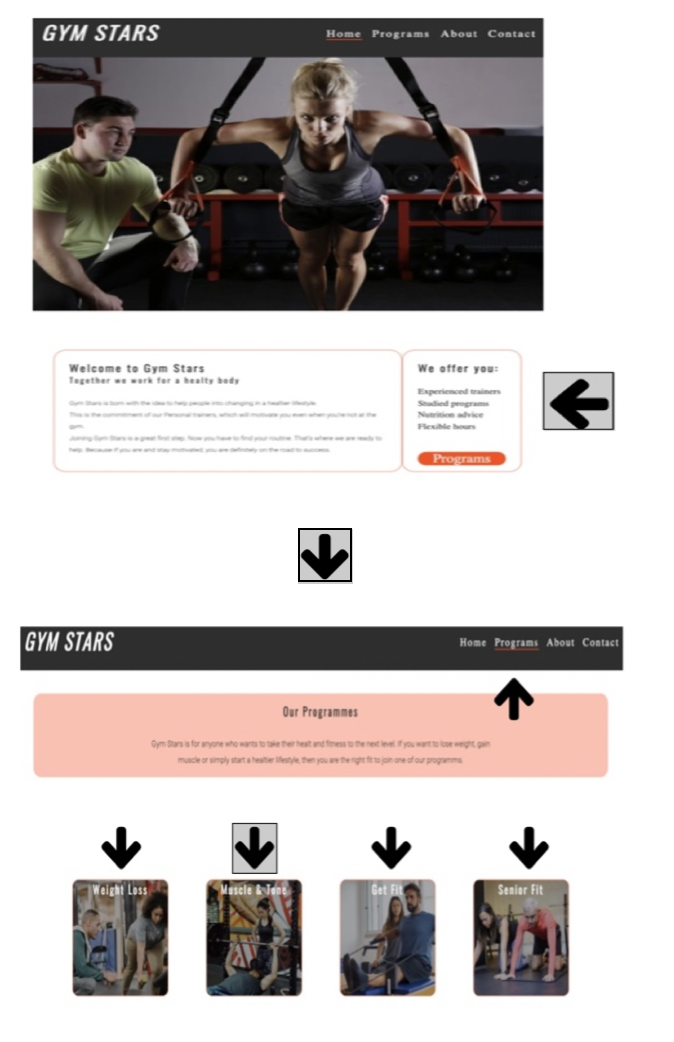 GYM STARS
Home Programs About Contact
Welcome to Gym Stars
Together we work for a healty body
Gym Stars is born with the idea to help people into changing in a healtier lifestyle.
This is the commitment of our Personal trainers, which will motivate you even when you're not at the
gym.
Joining Gym Stars is a great first step. Now you have to find your routine. That's where we are ready to
help. Because if you are and stay motivated, you are definitely on the road to success.
We offer you:
Experienced trainers
Studied programs
Nutrition advice
Flexible hours
Programs
GYM STARS
Home Programs About Contact
Our Programmes
Gym Stars is for anyone who wants to take their healt and fitness to the next level. If you want to lose weight, gain
muscle or simply start a healtier lifestyle, then you are the right fit to join one of our programms.
Weight Loss
Muscle & Tone
Get Fit
Senior Fit